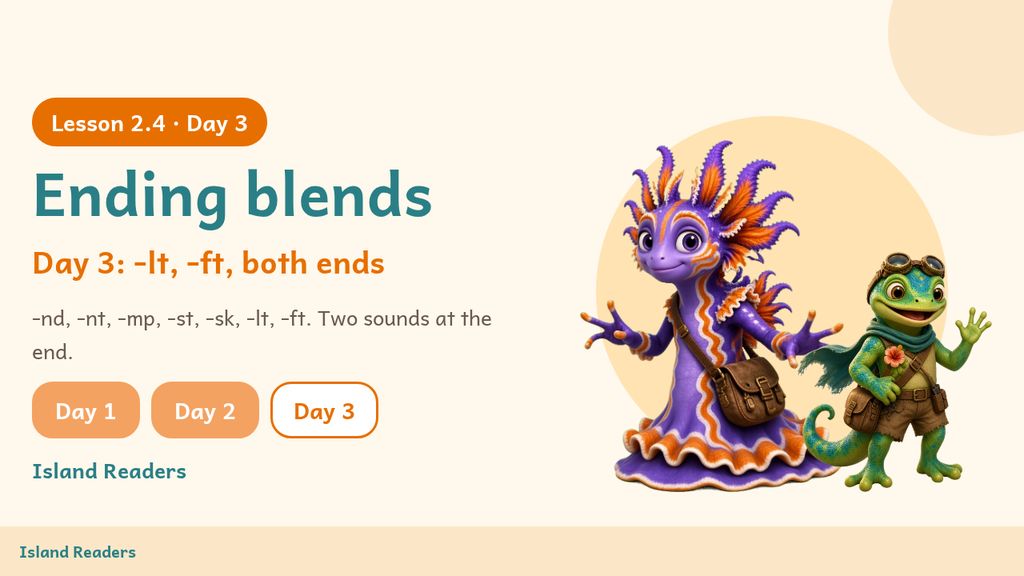 Lesson 2.4 · Day 3
Ending blends
Day 3: -lt, -ft, both ends
-nd, -nt, -mp, -st, -sk, -lt, -ft. Two sounds at the
end.
Day 1 Day 2 Day 3
Island Readers
Island Readers